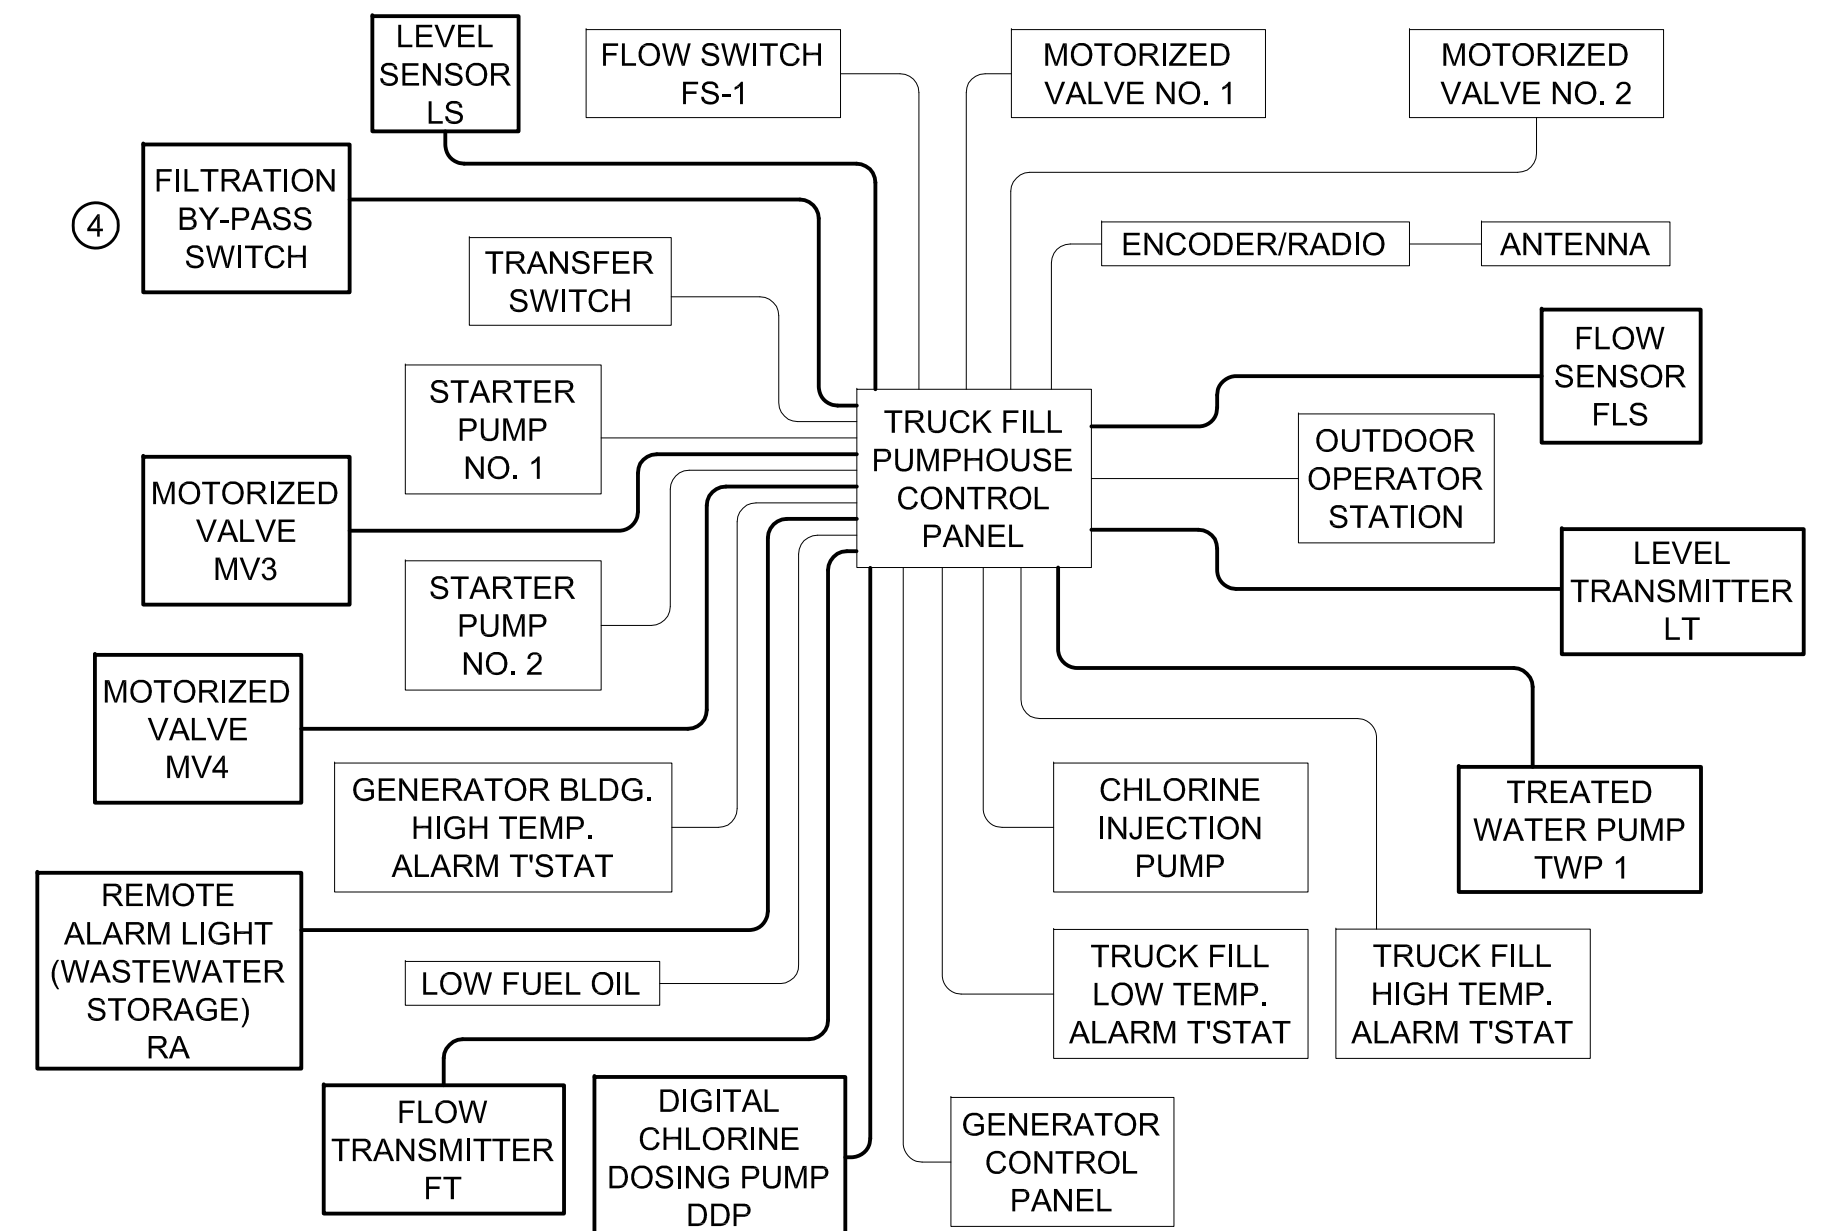 LEVEL
SENSOR
LS
FLOW SWITCH
FS-1
MOTORIZED
VALVE NO. 1
MOTORIZED
VALVE NO. 2
4
FILTRATION
BY-PASS
SWITCH
TRANSFER
SWITCH
ENCODER/RADIO
ANTENNA
STARTER
PUMP
NO. 1
TRUCK FILL
PUMPHOUSE
CONTROL
PANEL
FLOW
SENSOR
FLS
OUTDOOR
OPERATOR
STATION
MOTORIZED
VALVE
MV3
STARTER
PUMP
NO. 2
LEVEL
TRANSMITTER
LT
MOTORIZED
VALVE
MV4
GENERATOR BLDG.
HIGH TEMP.
ALARM T'STAT
CHLORINE
INJECTION
PUMP
TREATED
WATER PUMP
TWP 1
REMOTE
ALARM LIGHT
(WASTEWATER
STORAGE)
RA
LOW FUEL OIL
TRUCK FILL
LOW TEMP.
ALARM T'STAT
TRUCK FILL
HIGH TEMP.
ALARM T'STAT
FLOW
TRANSMITTER
FT
DIGITAL
CHLORINE
DOSING PUMP
DDP
GENERATOR
CONTROL
PANEL